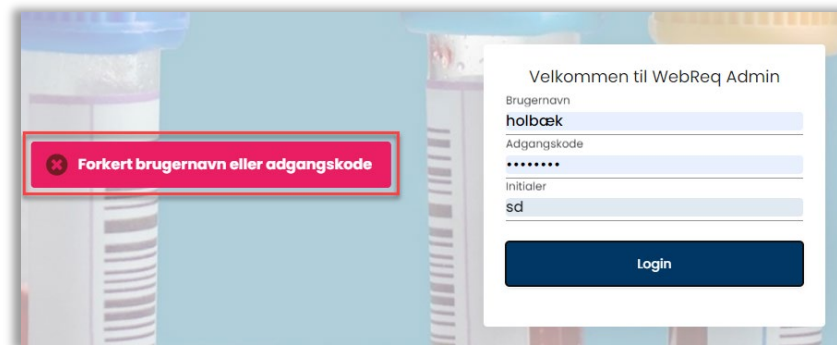 Velkommen til WebReq Admin
Brugernavn
holbæk
Adgangskode
••••••••
Initialer
sd
Forkert brugernavn eller adgangskode
Login